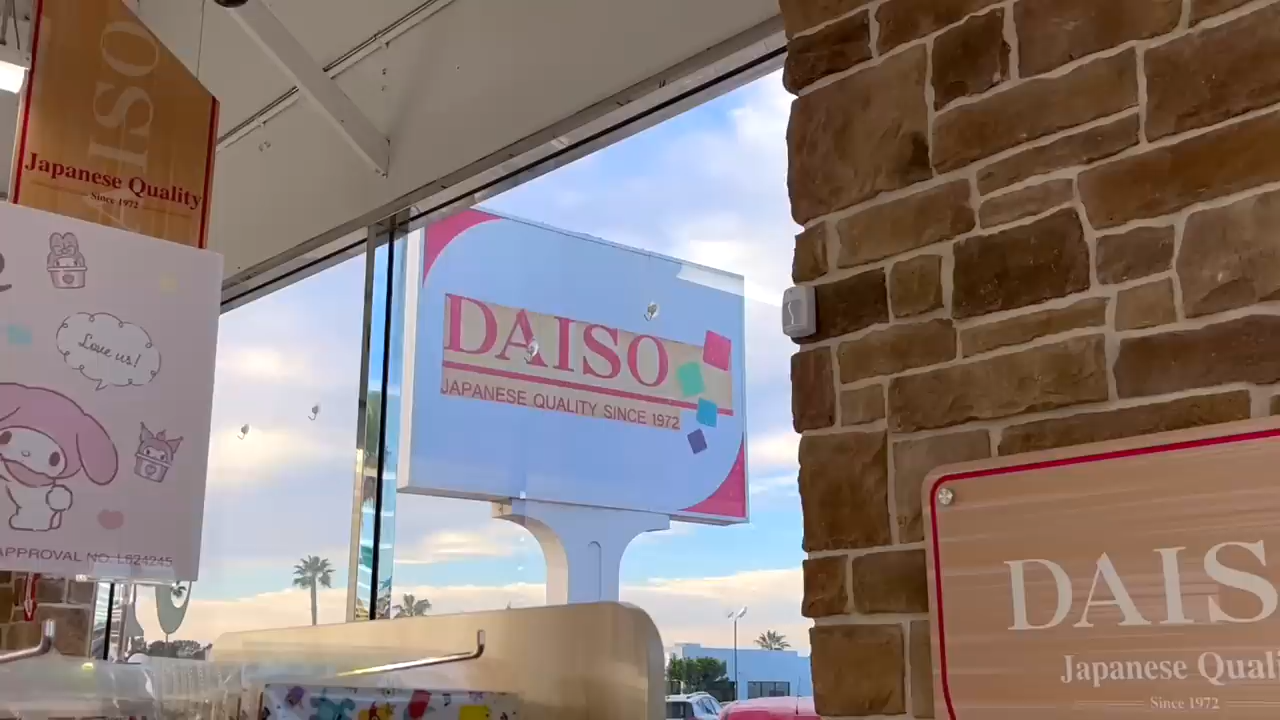 DAISO
Japanese Quality
Since 1972
Love us!
APPROVAL NO. L824245
DAISO
JAPANESE QUALITY SINCE 1972
DAIS
Japanese Quali
Since 1972